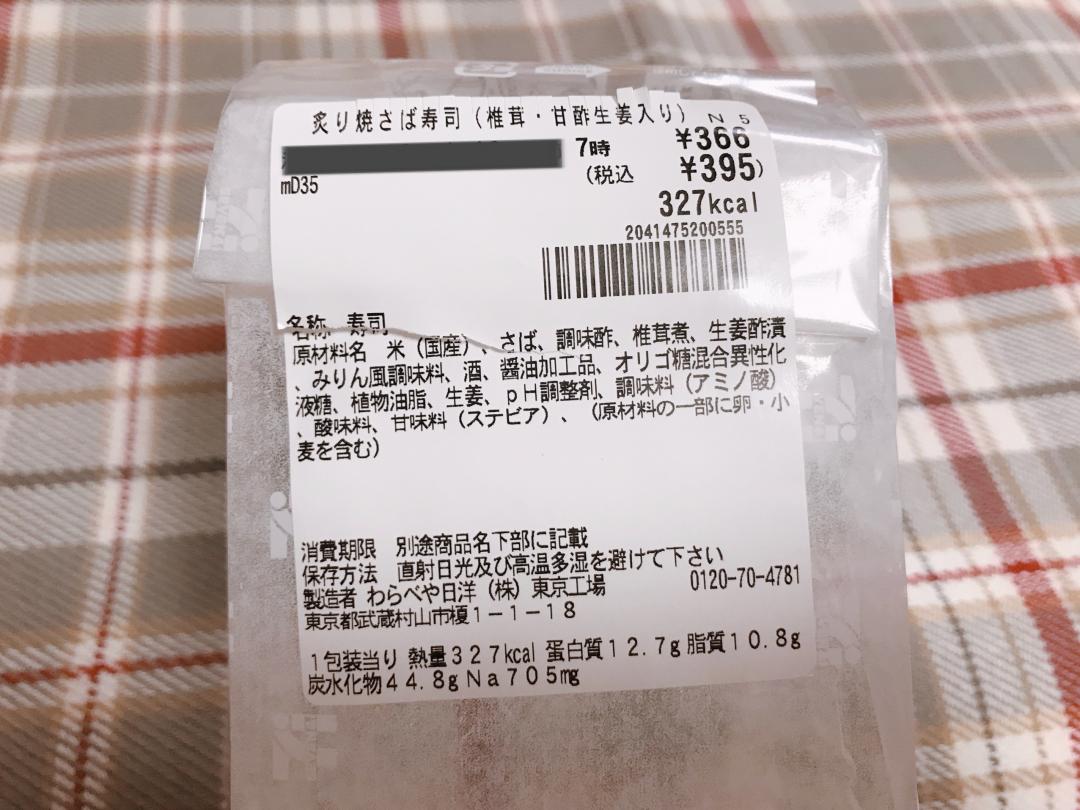 炙り焼さば寿司(椎茸・甘酢生姜入り) N 5
7時 ¥366
mD35 (税込 ¥395)
327kcal
2041475200555
名称 寿司
原材料名 米(国産)、さば、調味酢、椎茸煮、生姜酢漬
、みりん風調味料、酒、醤油加工品、オリゴ糖混合異性化
液糖、植物油脂、生姜、pH調整剤、調味料(アミノ酸)
、酸味料、甘味料(ステビア)、(原材料の一部に卵・小
麦を含む)
消費期限 別途商品名下部に記載
保存方法 直射日光及び高温多湿を避けて下さい
製造者 わらべや日洋(株)東京工場 0120-70-4781
東京都武蔵村山市榎1-1-18
1包装当り 熱量327kcal 蛋白質12.7g 脂質10.8g
炭水化物44.8g Na705mg